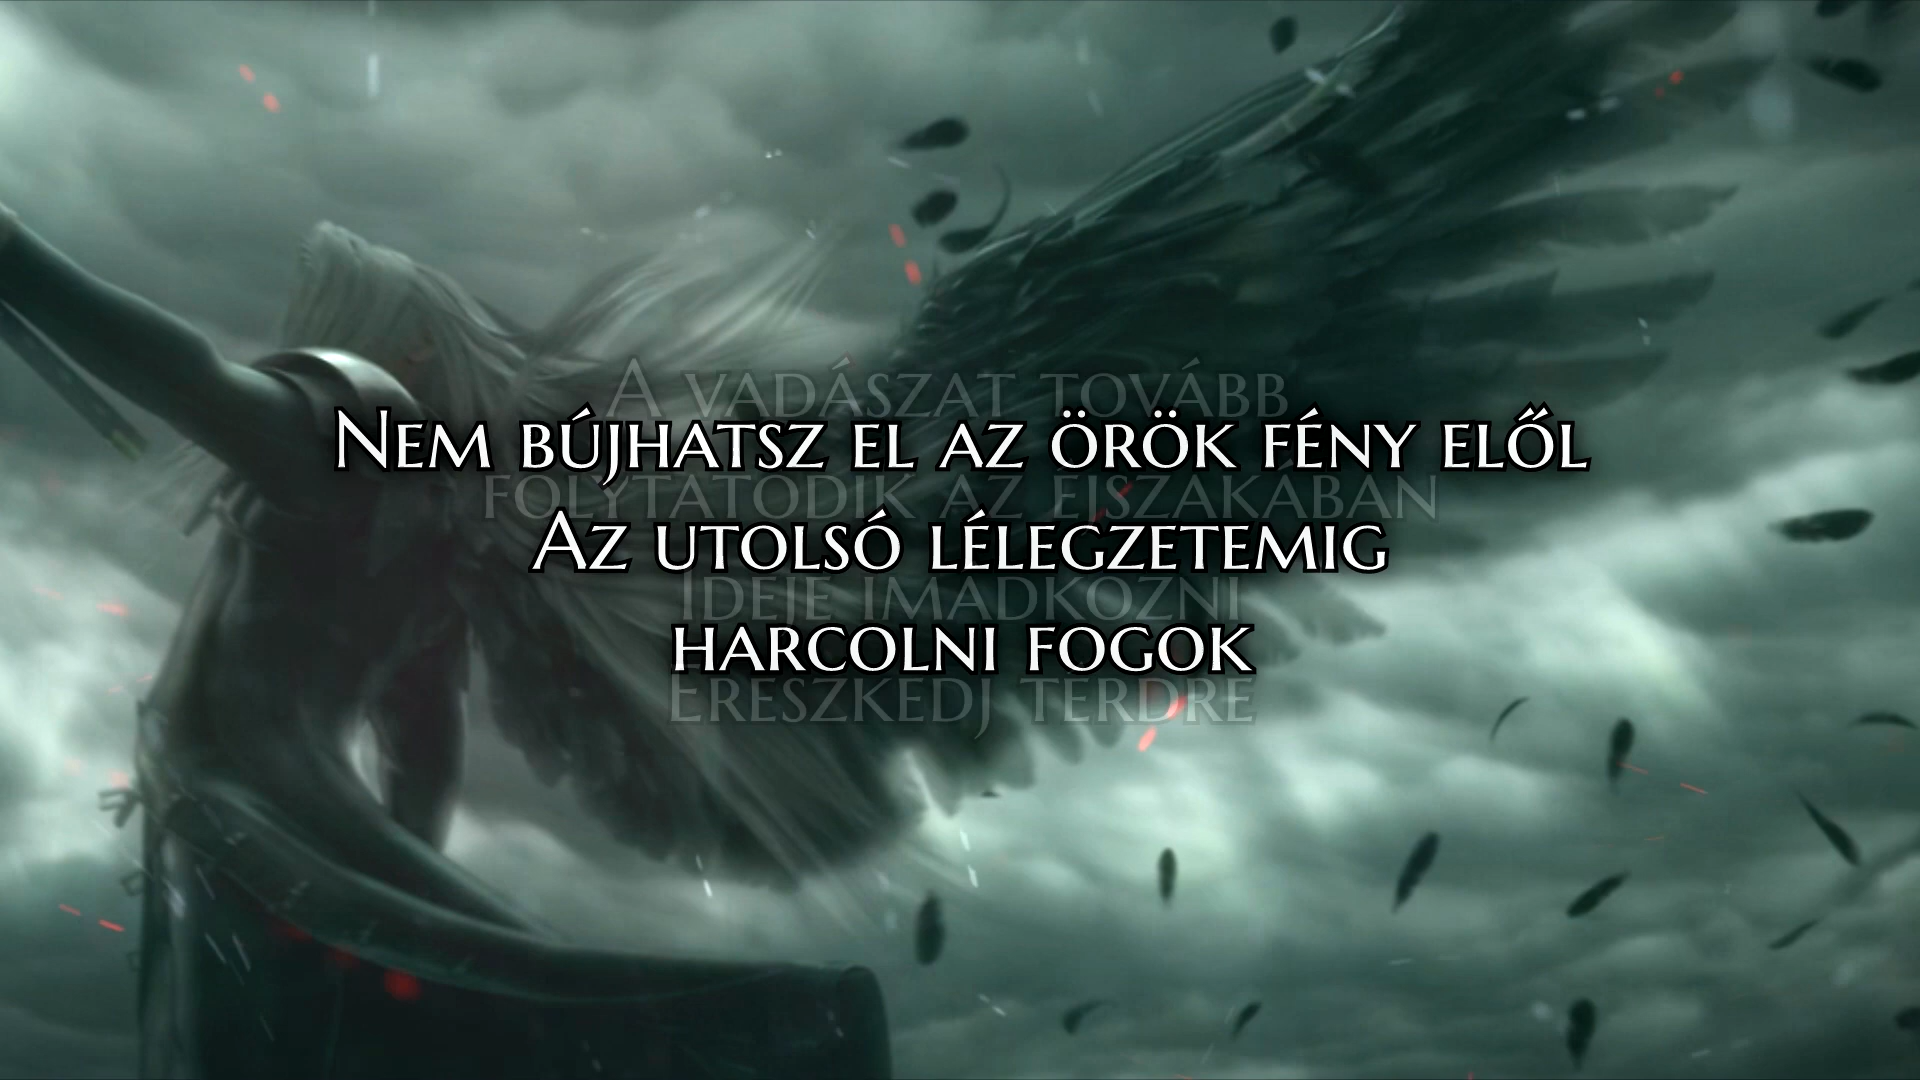 A vadászat tovább
Nem bújhatsz el az örök fény elől
folytatódik az éjszakában
Az utolsó lélegzetemig
Ideje imádkozni
harcolni fogok
Ereszkedj térdre